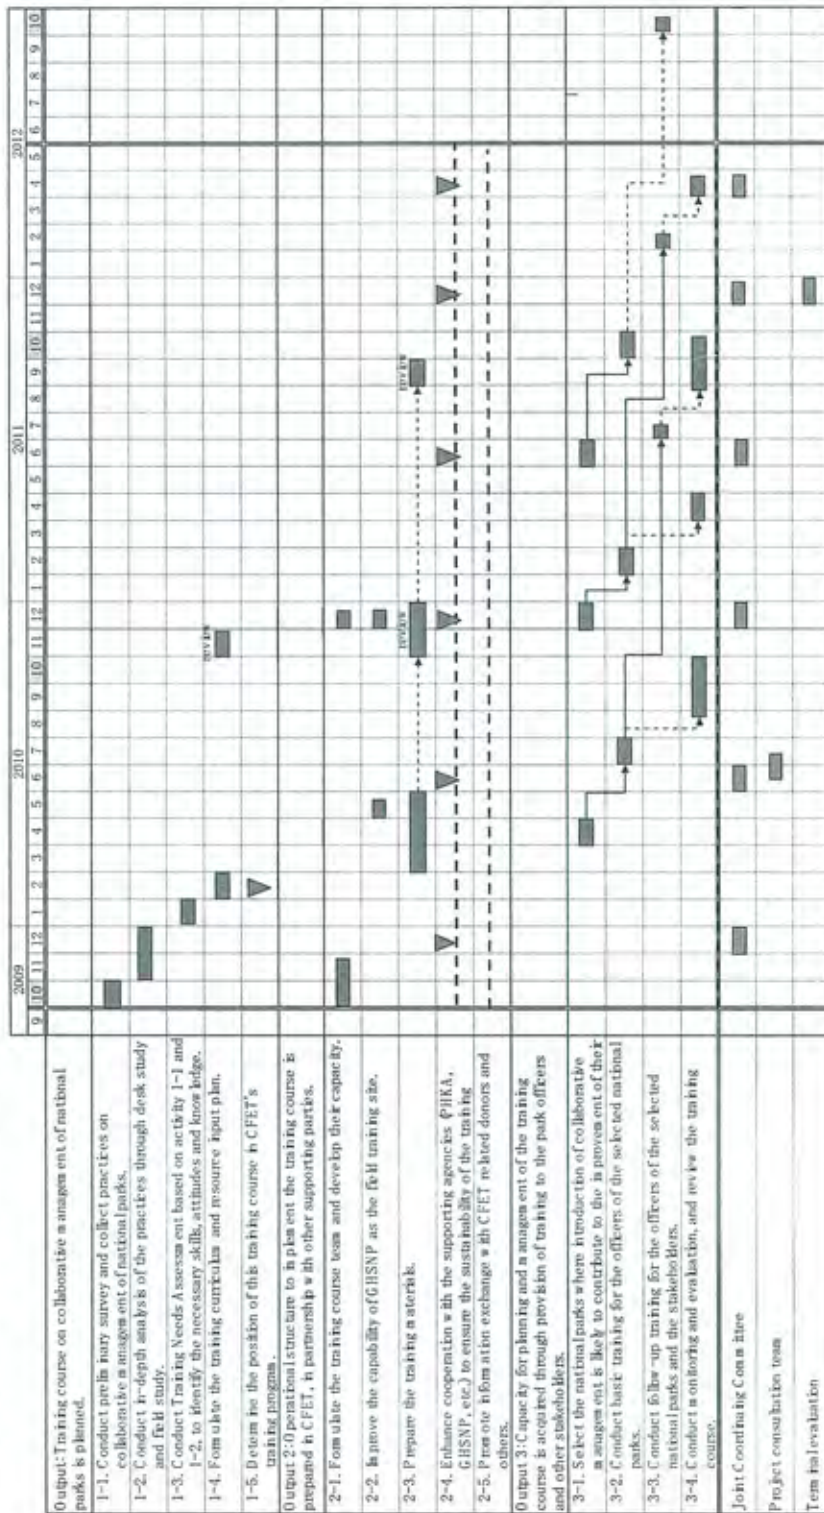 2009 2010 2011 2012
9 10 11 12 1 2 3 4 5 6 7 8 9 10 11 12 1 2 3 4 5 6 7 8 9 10 11 12 1 2 3 4 5 6 7 8 9 10
Output:Training course on collaborative management of national
parks is planned.
1-1. Conduct preliminary survey and collect practices on
collaborative management of national parks.
1-2. Conduct in-depth analysis of the practices through desk study
and field study.
1-3. Conduct Training Needs Assessment based on activity 1-1 and
1-2, to identify the necessary skills, attitudes and knowledge.
1-4. Formulate the training curriculum and resource input plan.
review
1-5. Determine the position of this training course in CFET's
training program.
Output 2:Operational structure to implement the training course is
prepared in CFET, in partnership with other supporting parties.
2-1. Formulate the training course team and develop their capacity.
2-2. Improve the capability of GHSNP as the field training site.
2-3. Prepare the training materials.
review review
2-4. Enhance cooperation with the supporting agencies (PHKA,
GHSNP, etc.) to ensure the sustainability of the training
2-5. Promote information exchange with CFET related donors and
others.
Output 3:Capacity for planning and management of the training
course is acquired through provision of training to the park officers
and other stakeholders.
3-1. Select the national parks where introduction of collaborative
management is likely to contribute to the improvement of their
3-2. Conduct basic training for the officers of the selected national
parks.
3-3. Conduct follow-up training for the officers of the selected
national parks and the stakeholders.
3-4. Conduct monitoring and evaluation, and review the training
course.
Joint Coordinating Committee
Project consultation team
Terminal evaluation